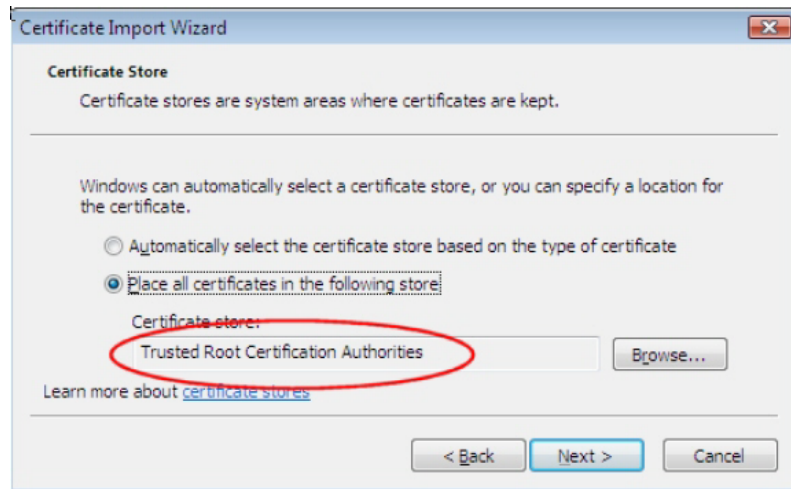 Certificate Import Wizard
Certificate Store
Certificate stores are system areas where certificates are kept.
Windows can automatically select a certificate store, or you can specify a location for
the certificate.
Automatically select the certificate store based on the type of certificate
Place all certificates in the following store
Certificate store:
Trusted Root Certification Authorities
Browse...
Learn more about certificate stores
< Back
Next >
Cancel